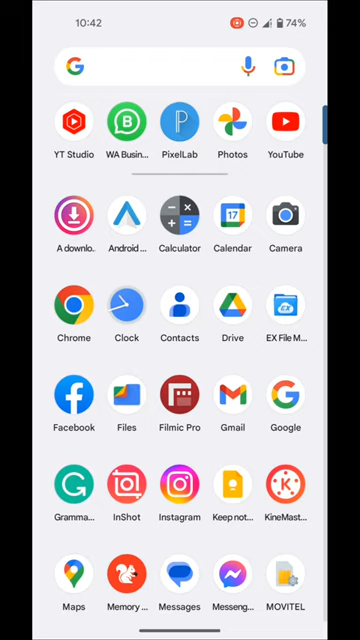 10:42
74%
YT Studio
WA Busin...
PixelLab
Photos
YouTube
A downlo...
Android ...
Calculator
Calendar
Camera
Chrome
Clock
Contacts
Drive
EX File M...
Facebook
Files
Filmic Pro
Gmail
Google
Gramma...
InShot
Instagram
Keep not...
KineMast...
Maps
Memory ...
Messages
Messeng...
MOVITEL